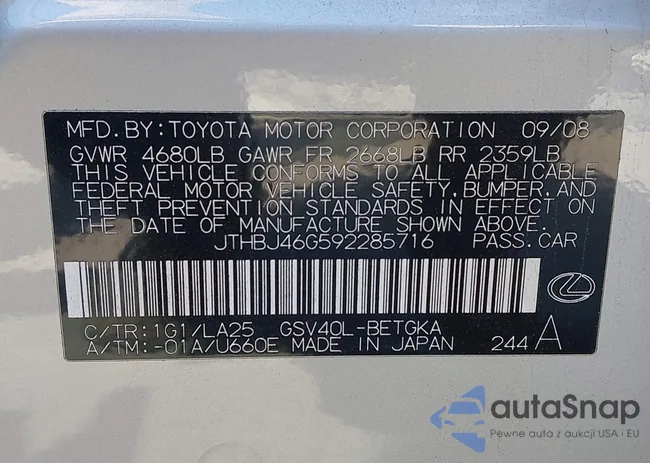 MFD. BY: TOYOTA MOTOR CORPORATION 09/08
GVWR 4680LB GAWR FR 2668LB RR 2359LB
THIS VEHICLE CONFORMS TO ALL APPLICABLE
FEDERAL MOTOR VEHICLE SAFETY, BUMPER, AND
THEFT PREVENTION STANDARDS IN EFFECT ON
THE DATE OF MANUFACTURE SHOWN ABOVE.
JTHBJ46G592285716 PASS. CAR
C/TR: 1G1/LA25 GSV40L-BETGKA
A/TM: -01A/U660E MADE IN JAPAN 244 A
autaSnap
Pewne auta z aukcji USA i EU